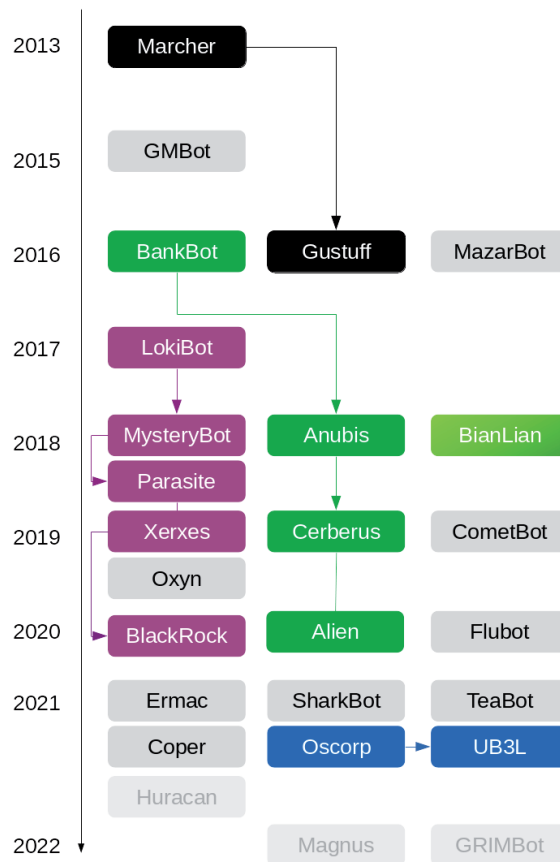 2013 Marcher
2015 GMBot
2016 BankBot Gustuff MazarBot
2017 LokiBot
2018 MysteryBot Anubis BianLian
Parasite
2019 Xerxes Cerberus CometBot
Oxyn
2020 BlackRock Alien Flubot
2021 Ermac SharkBot TeaBot
Coper Oscorp UB3L
Huracan
2022 Magnus GRIMBot